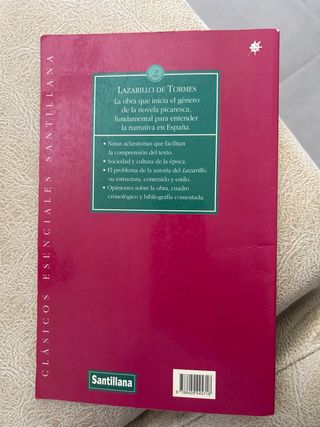 CLÁSICOS ESENCIALES SANTILLANA
2
LAZARILLO DE TORMES
La obra que inicia el género
de la novela picaresca,
fundamental para entender
la narrativa en España.
• Notas aclaratorias que facilitan
la comprensión del texto.
• Sociedad y cultura de la época.
• El problema de la autoría del Lazarillo,
su estructura, contenido y estilo.
• Opiniones sobre la obra, cuadro
cronológico y bibliografía comentada.
Santillana